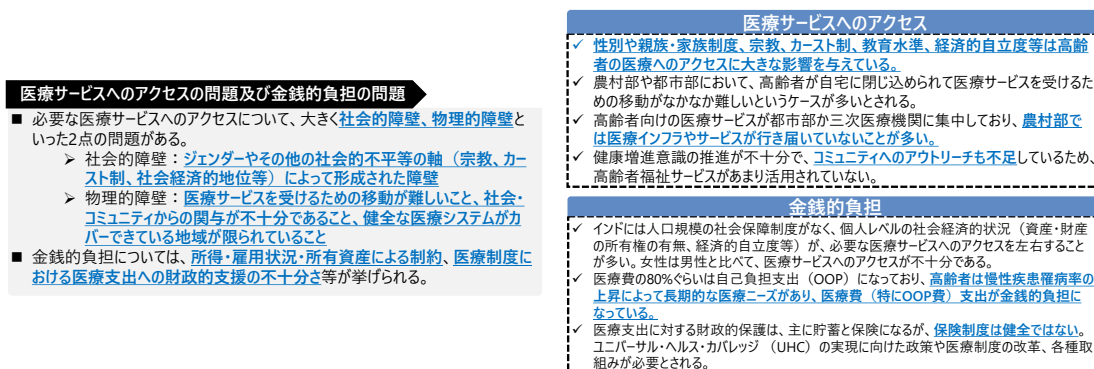 医療サービスへのアクセスの問題及び金銭的負担の問題
■ 必要な医療サービスへのアクセスについて、大きく社会的障壁、物理的障壁と
いった2点の問題がある。
➢ 社会的障壁：ジェンダーやその他の社会的不平等の軸（宗教、カー
スト制、社会経済的地位等）によって形成された障壁
➢ 物理的障壁：医療サービスを受けるための移動が難しいこと、社会・
コミュニティからの関与が不十分であること、健全な医療システムがカ
バーできている地域が限られていること
■ 金銭的負担については、所得・雇用状況・所有資産による制約、医療制度に
おける医療支出への財政的支援の不十分さ等が挙げられる。
医療サービスへのアクセス
✓ 性別や親族・家族制度、宗教、カースト制、教育水準、経済的自立度等は高齢
者の医療へのアクセスに大きな影響を与えている。
✓ 農村部や都市部において、高齢者が自宅に閉じ込められて医療サービスを受けるた
めの移動がなかなか難しいというケースが多いとされる。
✓ 高齢者向けの医療サービスが都市部か三次医療機関に集中しており、農村部で
は医療インフラやサービスが行き届いていないことが多い。
✓ 健康増進意識の推進が不十分で、コミュニティへのアウトリーチも不足しているため、
高齢者福祉サービスがあまり活用されていない。
金銭的負担
✓ インドには人口規模の社会保障制度がなく、個人レベルの社会経済的状況（資産・財産
の所有権の有無、経済的自立度等）が、必要な医療サービスへのアクセスを左右すること
が多い。女性は男性と比べて、医療サービスへのアクセスが不十分である。
✓ 医療費の80%ぐらいは自己負担支出（OOP）になっており、高齢者は慢性疾患罹病率の
上昇によって長期的な医療ニーズがあり、医療費（特にOOP費）支出が金銭的負担に
なっている。
✓ 医療支出に対する財政的保護は、主に貯蓄と保険になるが、保険制度は健全ではない。
ユニバーサル・ヘルス・カバレッジ （UHC）の実現に向けた政策や医療制度の改革、各種取
組みが必要とされる。